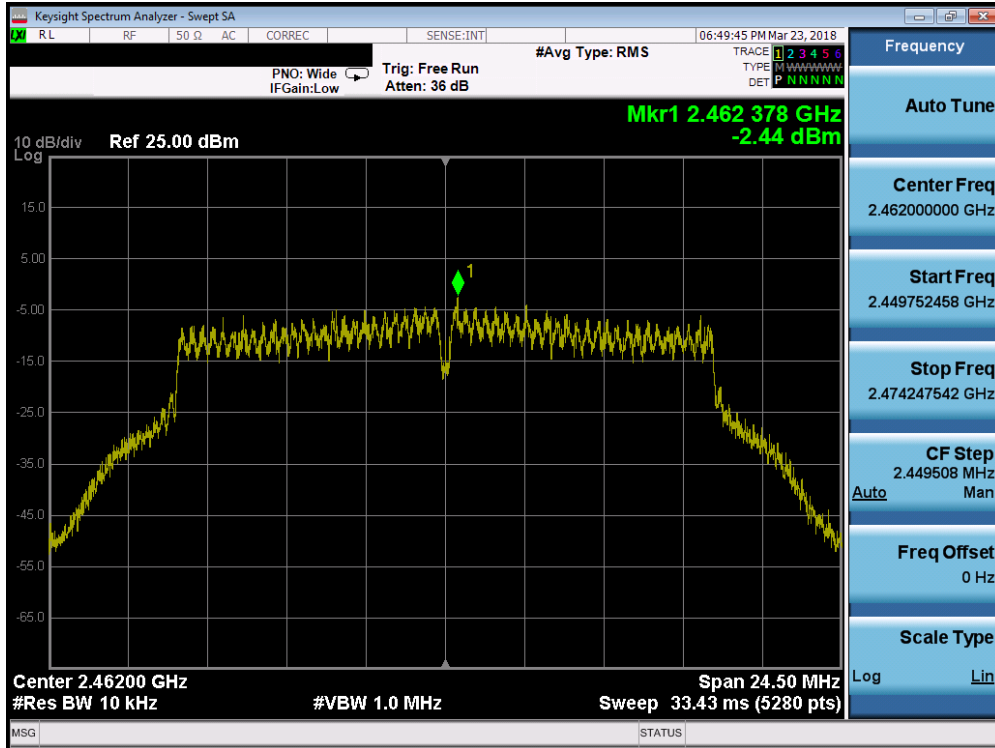 Keysight Spectrum Analyzer - Swept SA
LXI RL RF 50 Ω AC CORREC SENSE:INT 06:49:45 PM Mar 23, 2018
#Avg Type: RMS TRACE 1 2 3 4 5 6
PNO: Wide Trig: Free Run TYPE M W W W W W
IFGain:Low Atten: 36 dB DET P N N N N N
Mkr1 2.462 378 GHz
-2.44 dBm
10 dB/div Ref 25.00 dBm
Log
15.0
5.00
1
-5.00
-15.0
-25.0
-35.0
-45.0
-55.0
-65.0
Center 2.46200 GHz Span 24.50 MHz
#Res BW 10 kHz #VBW 1.0 MHz Sweep 33.43 ms (5280 pts)
MSG STATUS
Frequency
Auto Tune
Center Freq
2.462000000 GHz
Start Freq
2.449752458 GHz
Stop Freq
2.474247542 GHz
CF Step
2.449508 MHz
Auto Man
Freq Offset
0 Hz
Scale Type
Log Lin